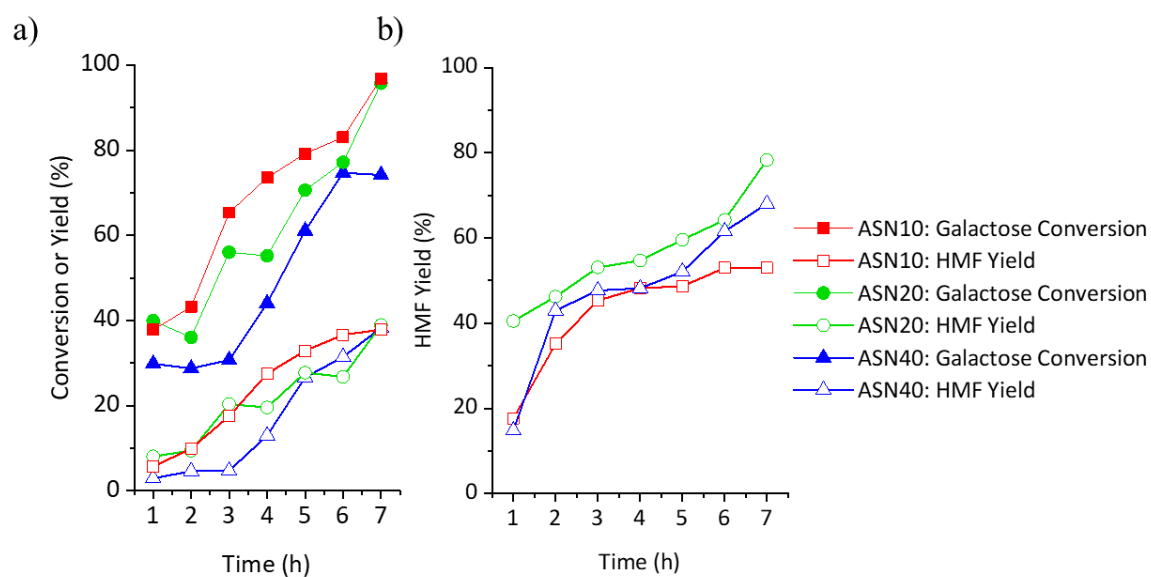 a)
100
80
60
40
20
0
Conversion or Yield (%)
1 2 3 4 5 6 7
Time (h)
b)
100
80
60
40
20
0
HMF Yield (%)
1 2 3 4 5 6 7
Time (h)
ASN10: Galactose Conversion
ASN10: HMF Yield
ASN20: Galactose Conversion
ASN20: HMF Yield
ASN40: Galactose Conversion
ASN40: HMF Yield